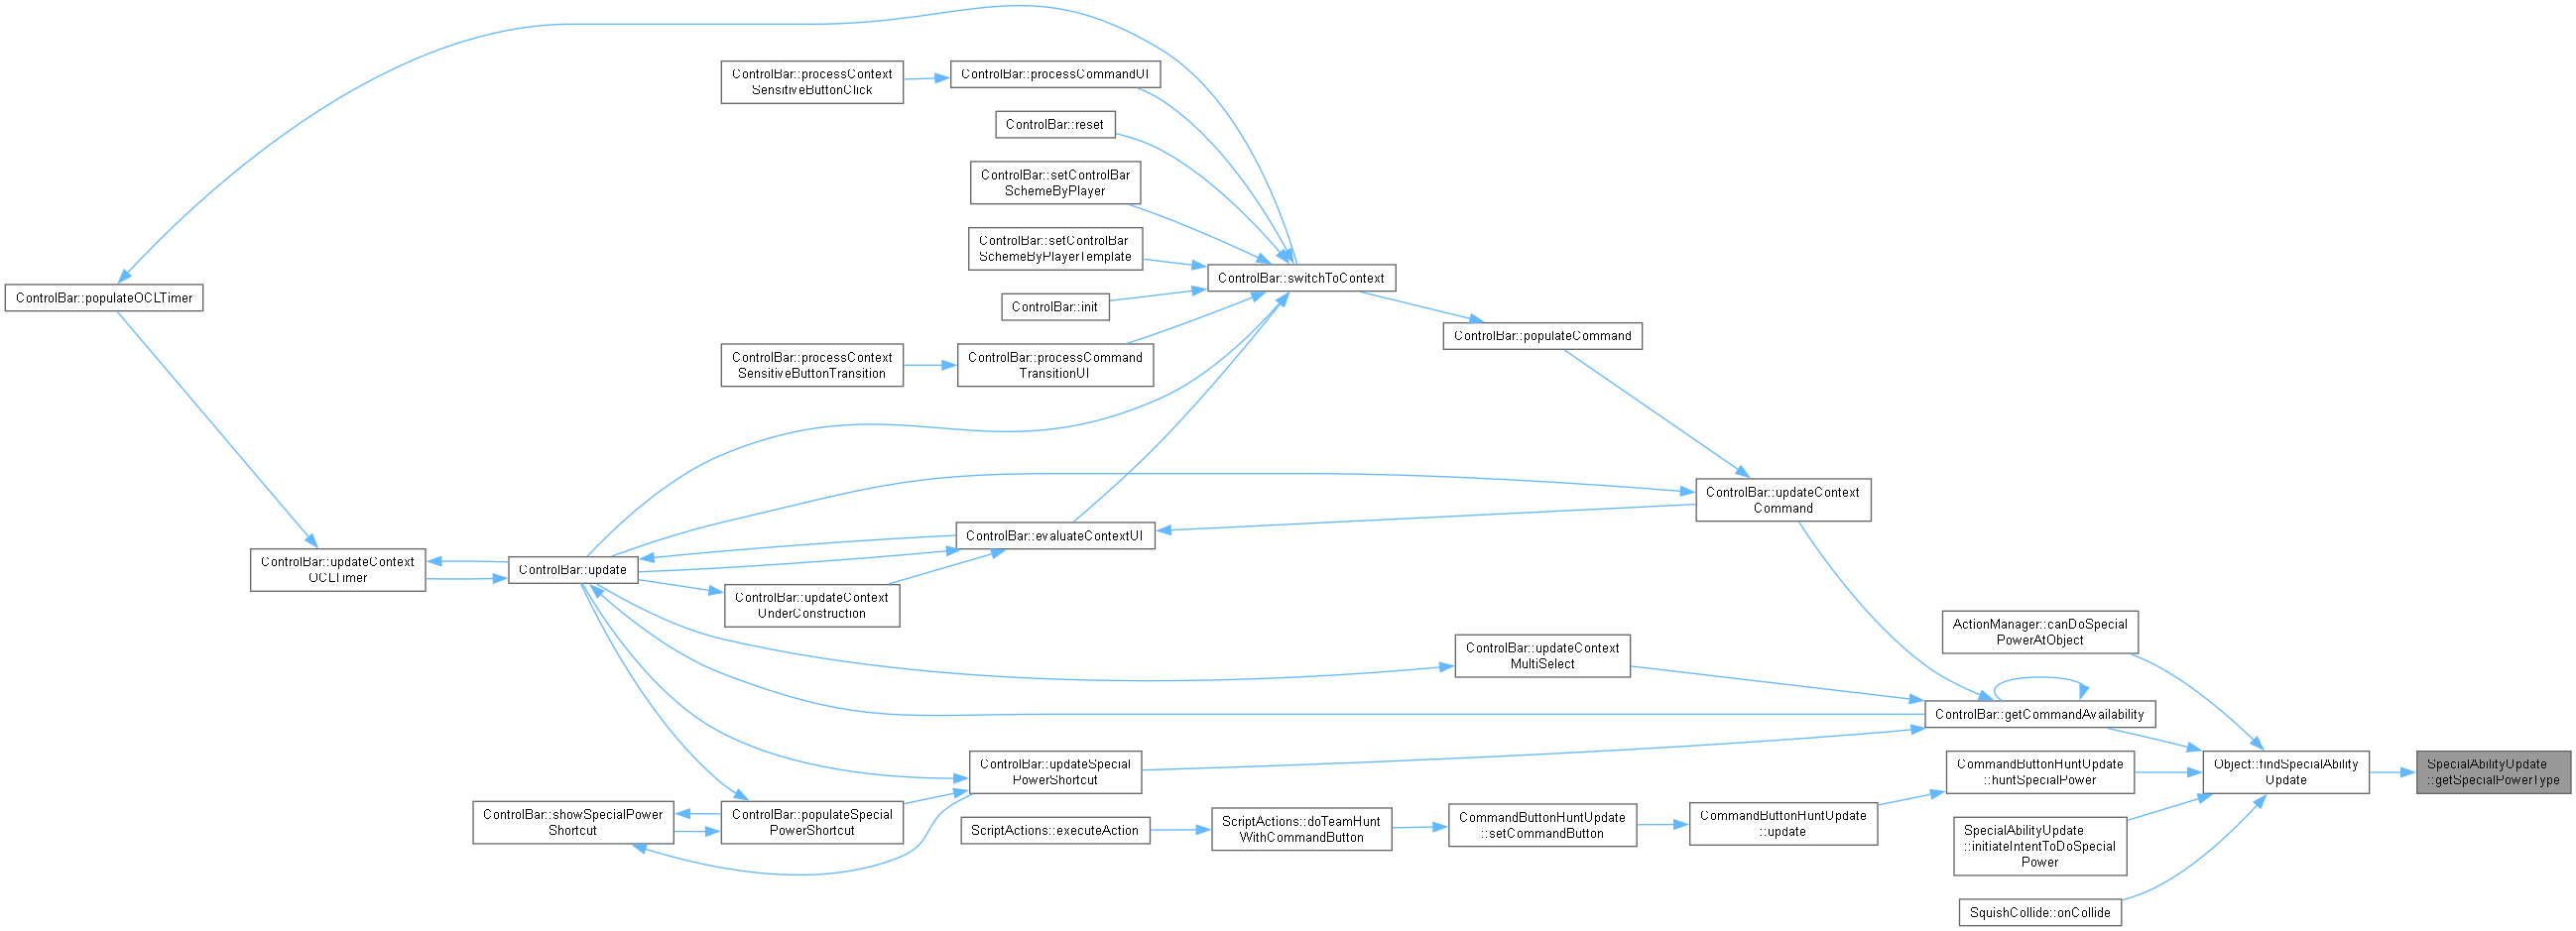 ControlBar::processContext
SensitiveButtonClick
ControlBar::processCommandUI
ControlBar::reset
ControlBar::setControlBar
SchemeByPlayer
ControlBar::setControlBar
SchemeByPlayerTemplate
ControlBar::switchToContext
ControlBar::populateOCLTimer
ControlBar::init
ControlBar::populateCommand
ControlBar::processContext
SensitiveButtonTransition
ControlBar::processCommand
TransitionUI
ControlBar::updateContext
Command
ControlBar::evaluateContextUI
ControlBar::updateContext
OCLTimer
ControlBar::update
ControlBar::updateContext
UnderConstruction
ActionManager::canDoSpecial
PowerAtObject
ControlBar::updateContext
MultiSelect
ControlBar::getCommandAvailability
ControlBar::updateSpecial
PowerShortcut
CommandButtonHuntUpdate
::huntSpecialPower
Object::findSpecialAbility
Update
SpecialAbilityUpdate
::getSpecialPowerType
ControlBar::showSpecialPower
Shortcut
ControlBar::populateSpecial
PowerShortcut
ScriptActions::executeAction
ScriptActions::doTeamHunt
WithCommandButton
CommandButtonHuntUpdate
::setCommandButton
CommandButtonHuntUpdate
::update
SpecialAbilityUpdate
::initiateIntentToDoSpecial
Power
SquishCollide::onCollide